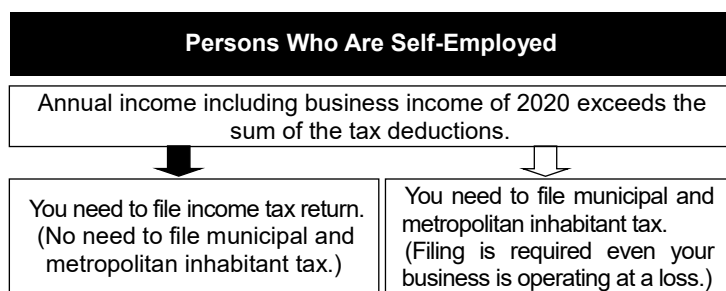 Persons Who Are Self-Employed
Annual income including business income of 2020 exceeds the
sum of the tax deductions.
You need to file income tax return.
(No need to file municipal and
metropolitan inhabitant tax.)
You need to file municipal and
metropolitan inhabitant tax.
(Filing is required even your
business is operating at a loss.)